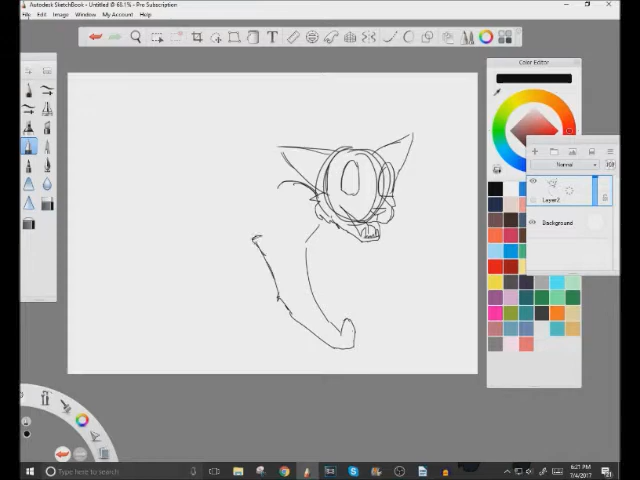 Autodesk SketchBook - Untitled @ 68.1% - Pro Subscription
File Edit Image Window My Account Help
T
Color Editor
Normal
Layer2
Background
Type here to search
6:21 PM
7/4/2017